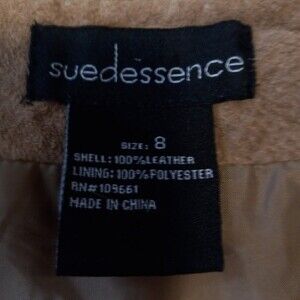 suedessence
SIZE: 8
SHELL: 100% LEATHER
LINING: 100% POLYESTER
RN# 109661
MADE IN CHINA